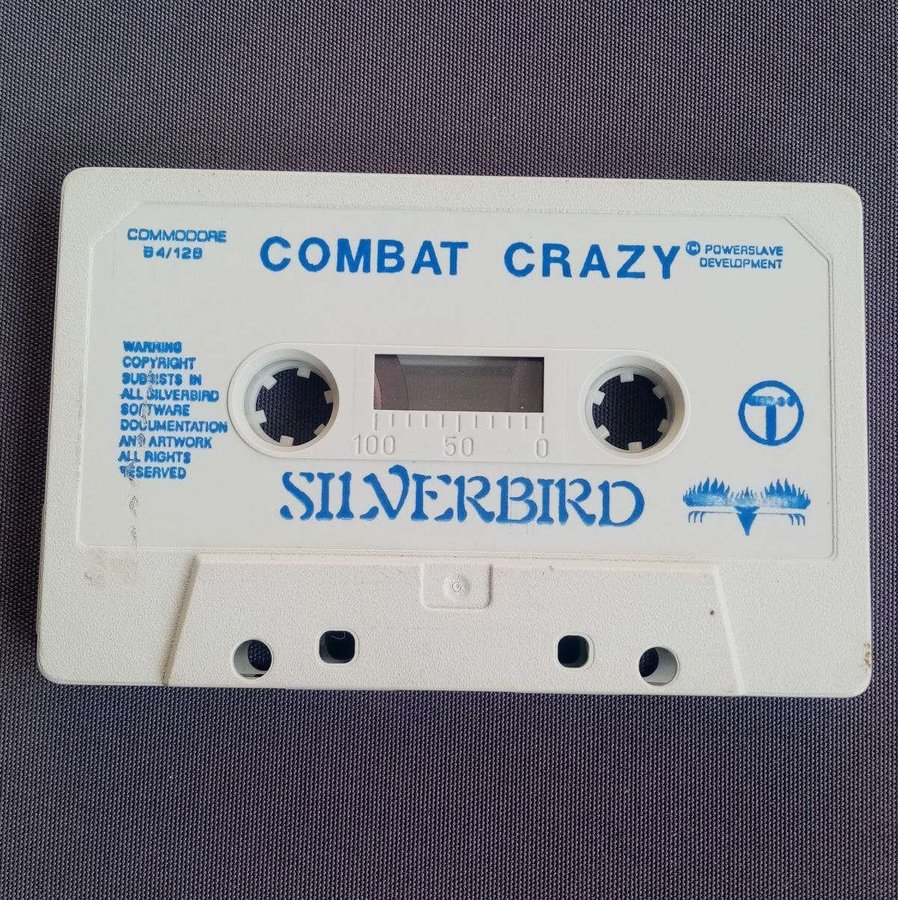 COMMODORE
64/128
COMBAT CRAZY
© POWERSLAVE
DEVELOPMENT
WARNING
COPYRIGHT
SUBSISTS IN
ALL SILVERBIRD
SOFTWARE
DOCUMENTATION
AND ARTWORK
ALL RIGHTS
RESERVED
100 50 0
SILVERBIRD